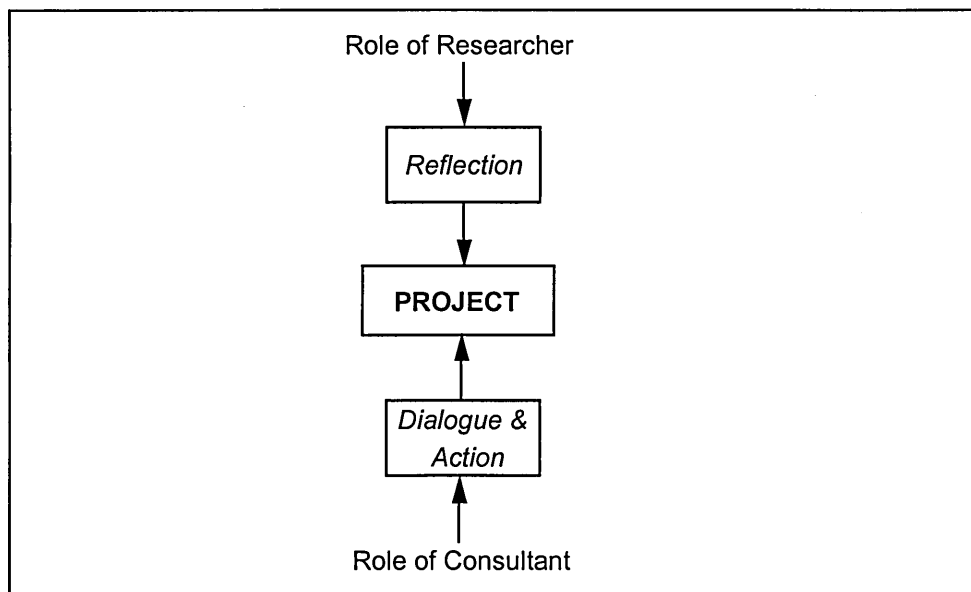 Role of Researcher
Reflection
PROJECT
Dialogue &
Action
Role of Consultant